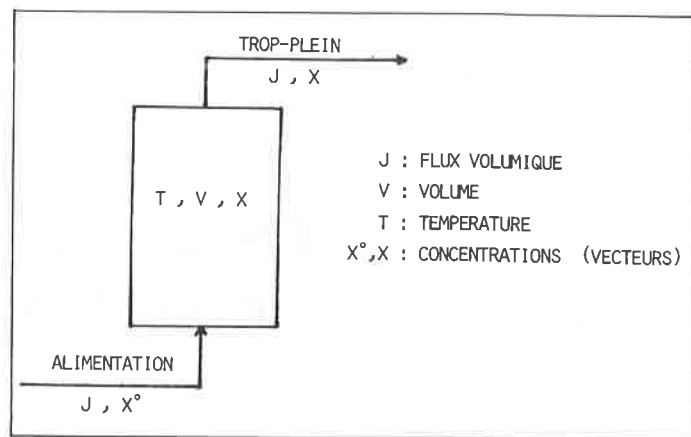 TROP-PLEIN
J , X
J : FLUX VOLUMIQUE
V : VOLUME
T , V , X
T : TEMPERATURE
X°,X : CONCENTRATIONS (VECTEURS)
ALIMENTATION
J , X°